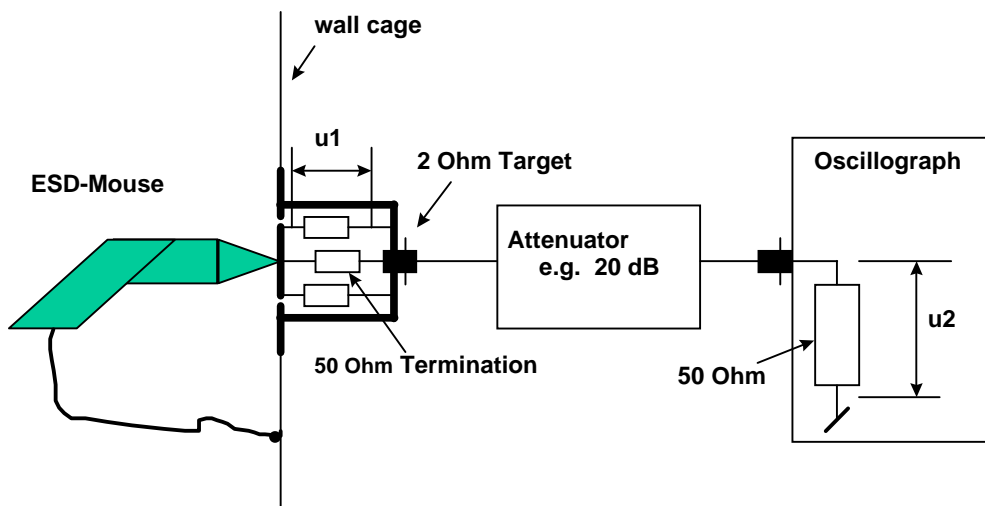 wall cage
u1
2 Ohm Target
Oscillograph
ESD-Mouse
Attenuator
e.g. 20 dB
u2
50 Ohm Termination
50 Ohm